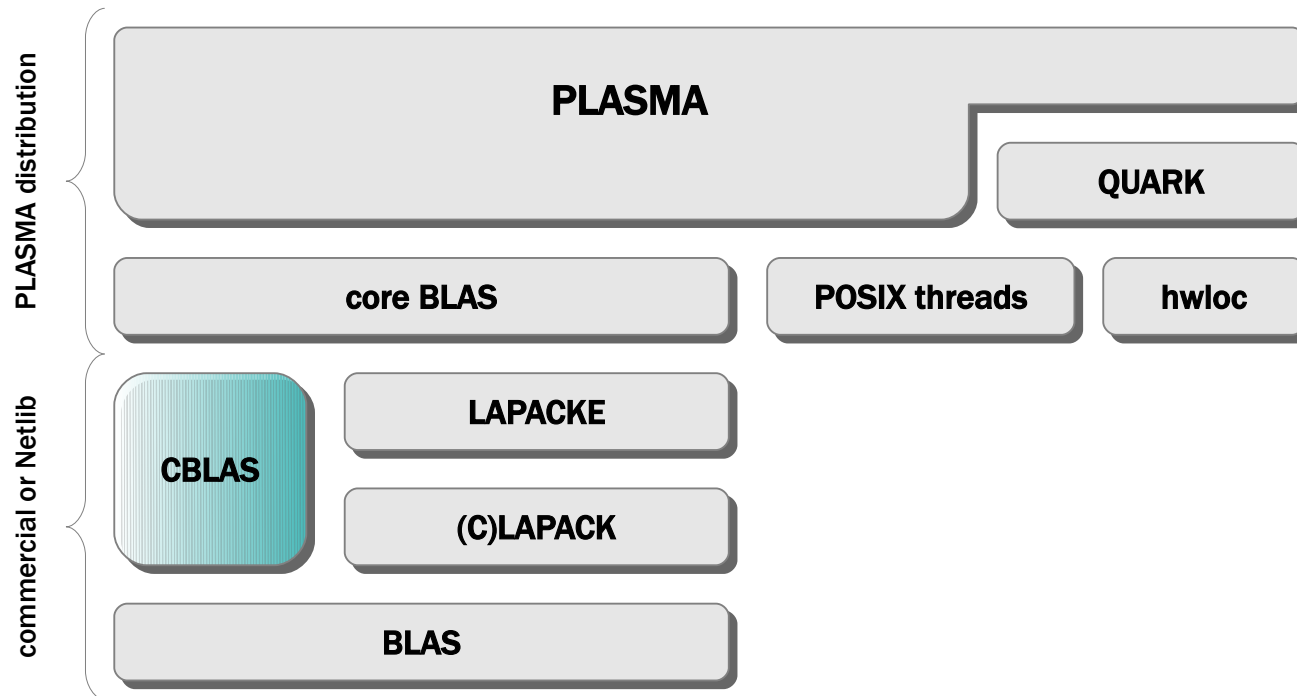 PLASMA distribution
PLASMA
QUARK
core BLAS
POSIX threads
hwloc
commercial or Netlib
CBLAS
LAPACKE
(C)LAPACK
BLAS